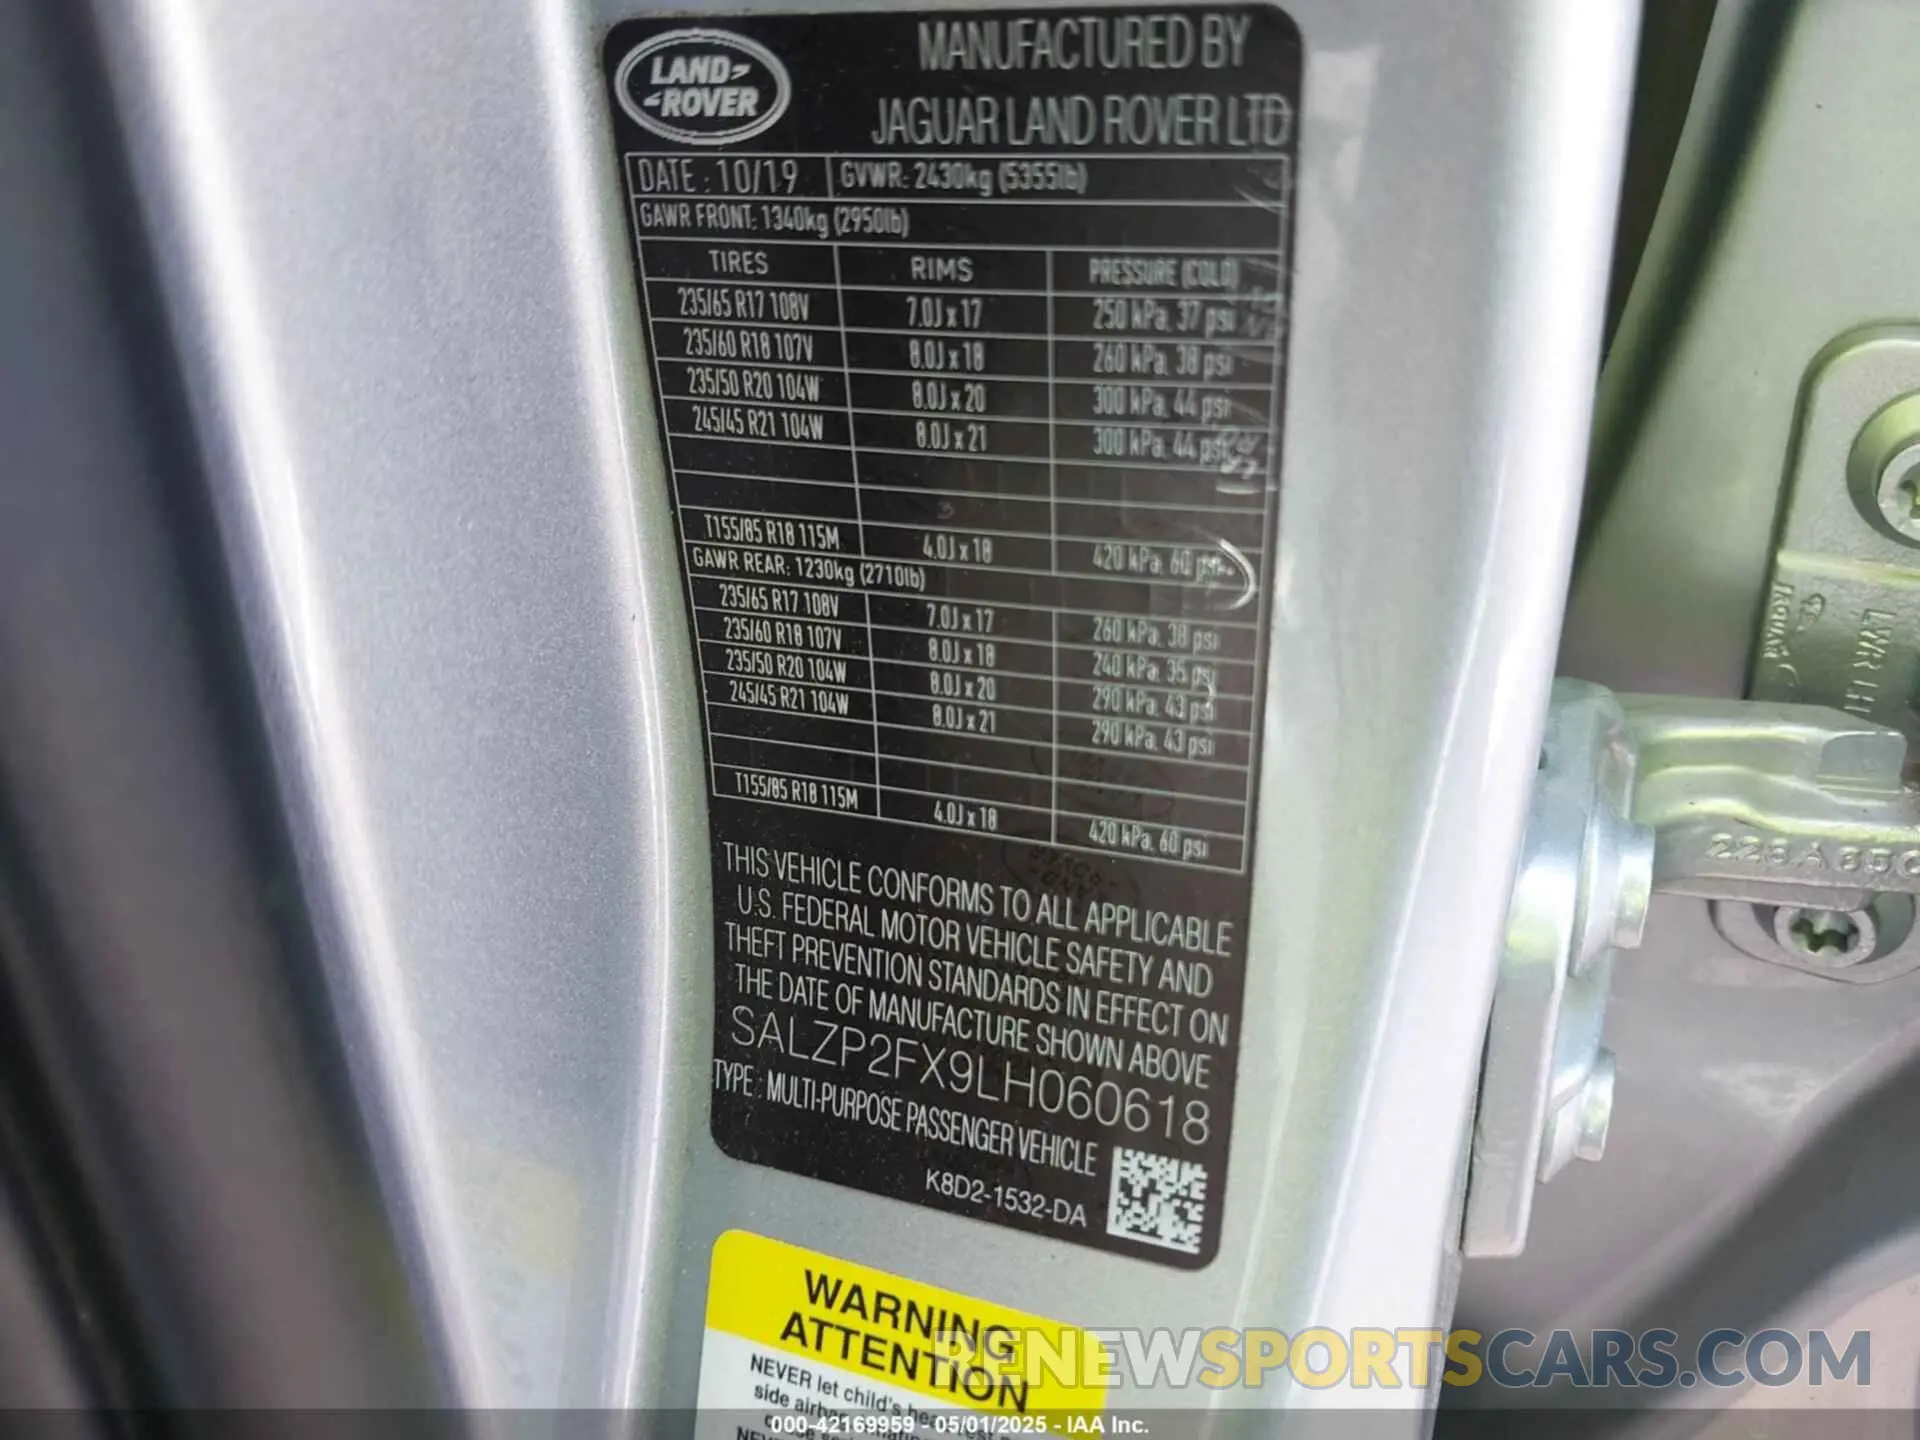 LAND-
-ROVER
MANUFACTURED BY
JAGUAR LAND ROVER LTD
DATE : 10/19 GVWR: 2430kg (5355lb)
GAWR FRONT: 1340kg (2950lb)
TIRES RIMS PRESSURE (COLD)
235/65 R17 108V 7.0J x 17 250 kPa, 37 psi
235/60 R18 107V 8.0J x 18 260 kPa, 38 psi
235/50 R20 104W 8.0J x 20 300 kPa, 44 psi
245/45 R21 104W 8.0J x 21 300 kPa, 44 psi
T155/85 R18 115M 4.0J x 18 420 kPa, 60 psi
GAWR REAR: 1230kg (2710lb)
235/65 R17 108V 7.0J x 17 260 kPa, 38 psi
235/60 R18 107V 8.0J x 18 240 kPa, 35 psi
235/50 R20 104W 8.0J x 20 290 kPa, 43 psi
245/45 R21 104W 8.0J x 21 290 kPa, 43 psi
T155/85 R18 115M 4.0J x 18 420 kPa, 60 psi
THIS VEHICLE CONFORMS TO ALL APPLICABLE
U.S. FEDERAL MOTOR VEHICLE SAFETY AND
THEFT PREVENTION STANDARDS IN EFFECT ON
THE DATE OF MANUFACTURE SHOWN ABOVE
SALZP2FX9LH060618
TYPE : MULTI-PURPOSE PASSENGER VEHICLE
K8D2-1532-DA
WARNING
ATTENTION
NEVER let child's
side
RENEWSPORTSCARS.COM
000-42169959 - 05/01/2025 - IAA Inc.